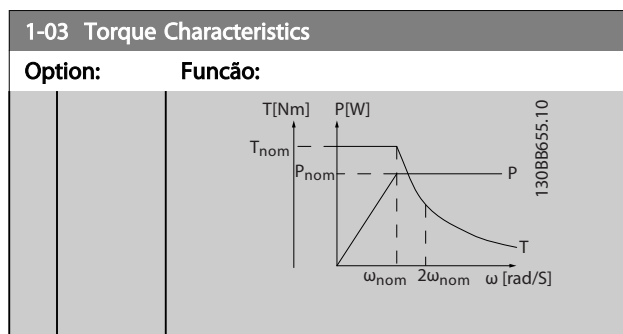 1-03 Torque Characteristics
Option: Funcão:
T[Nm] P[W]
Tnom
Pnom
P
T
ωnom 2ωnom ω [rad/S]
130BB655.10